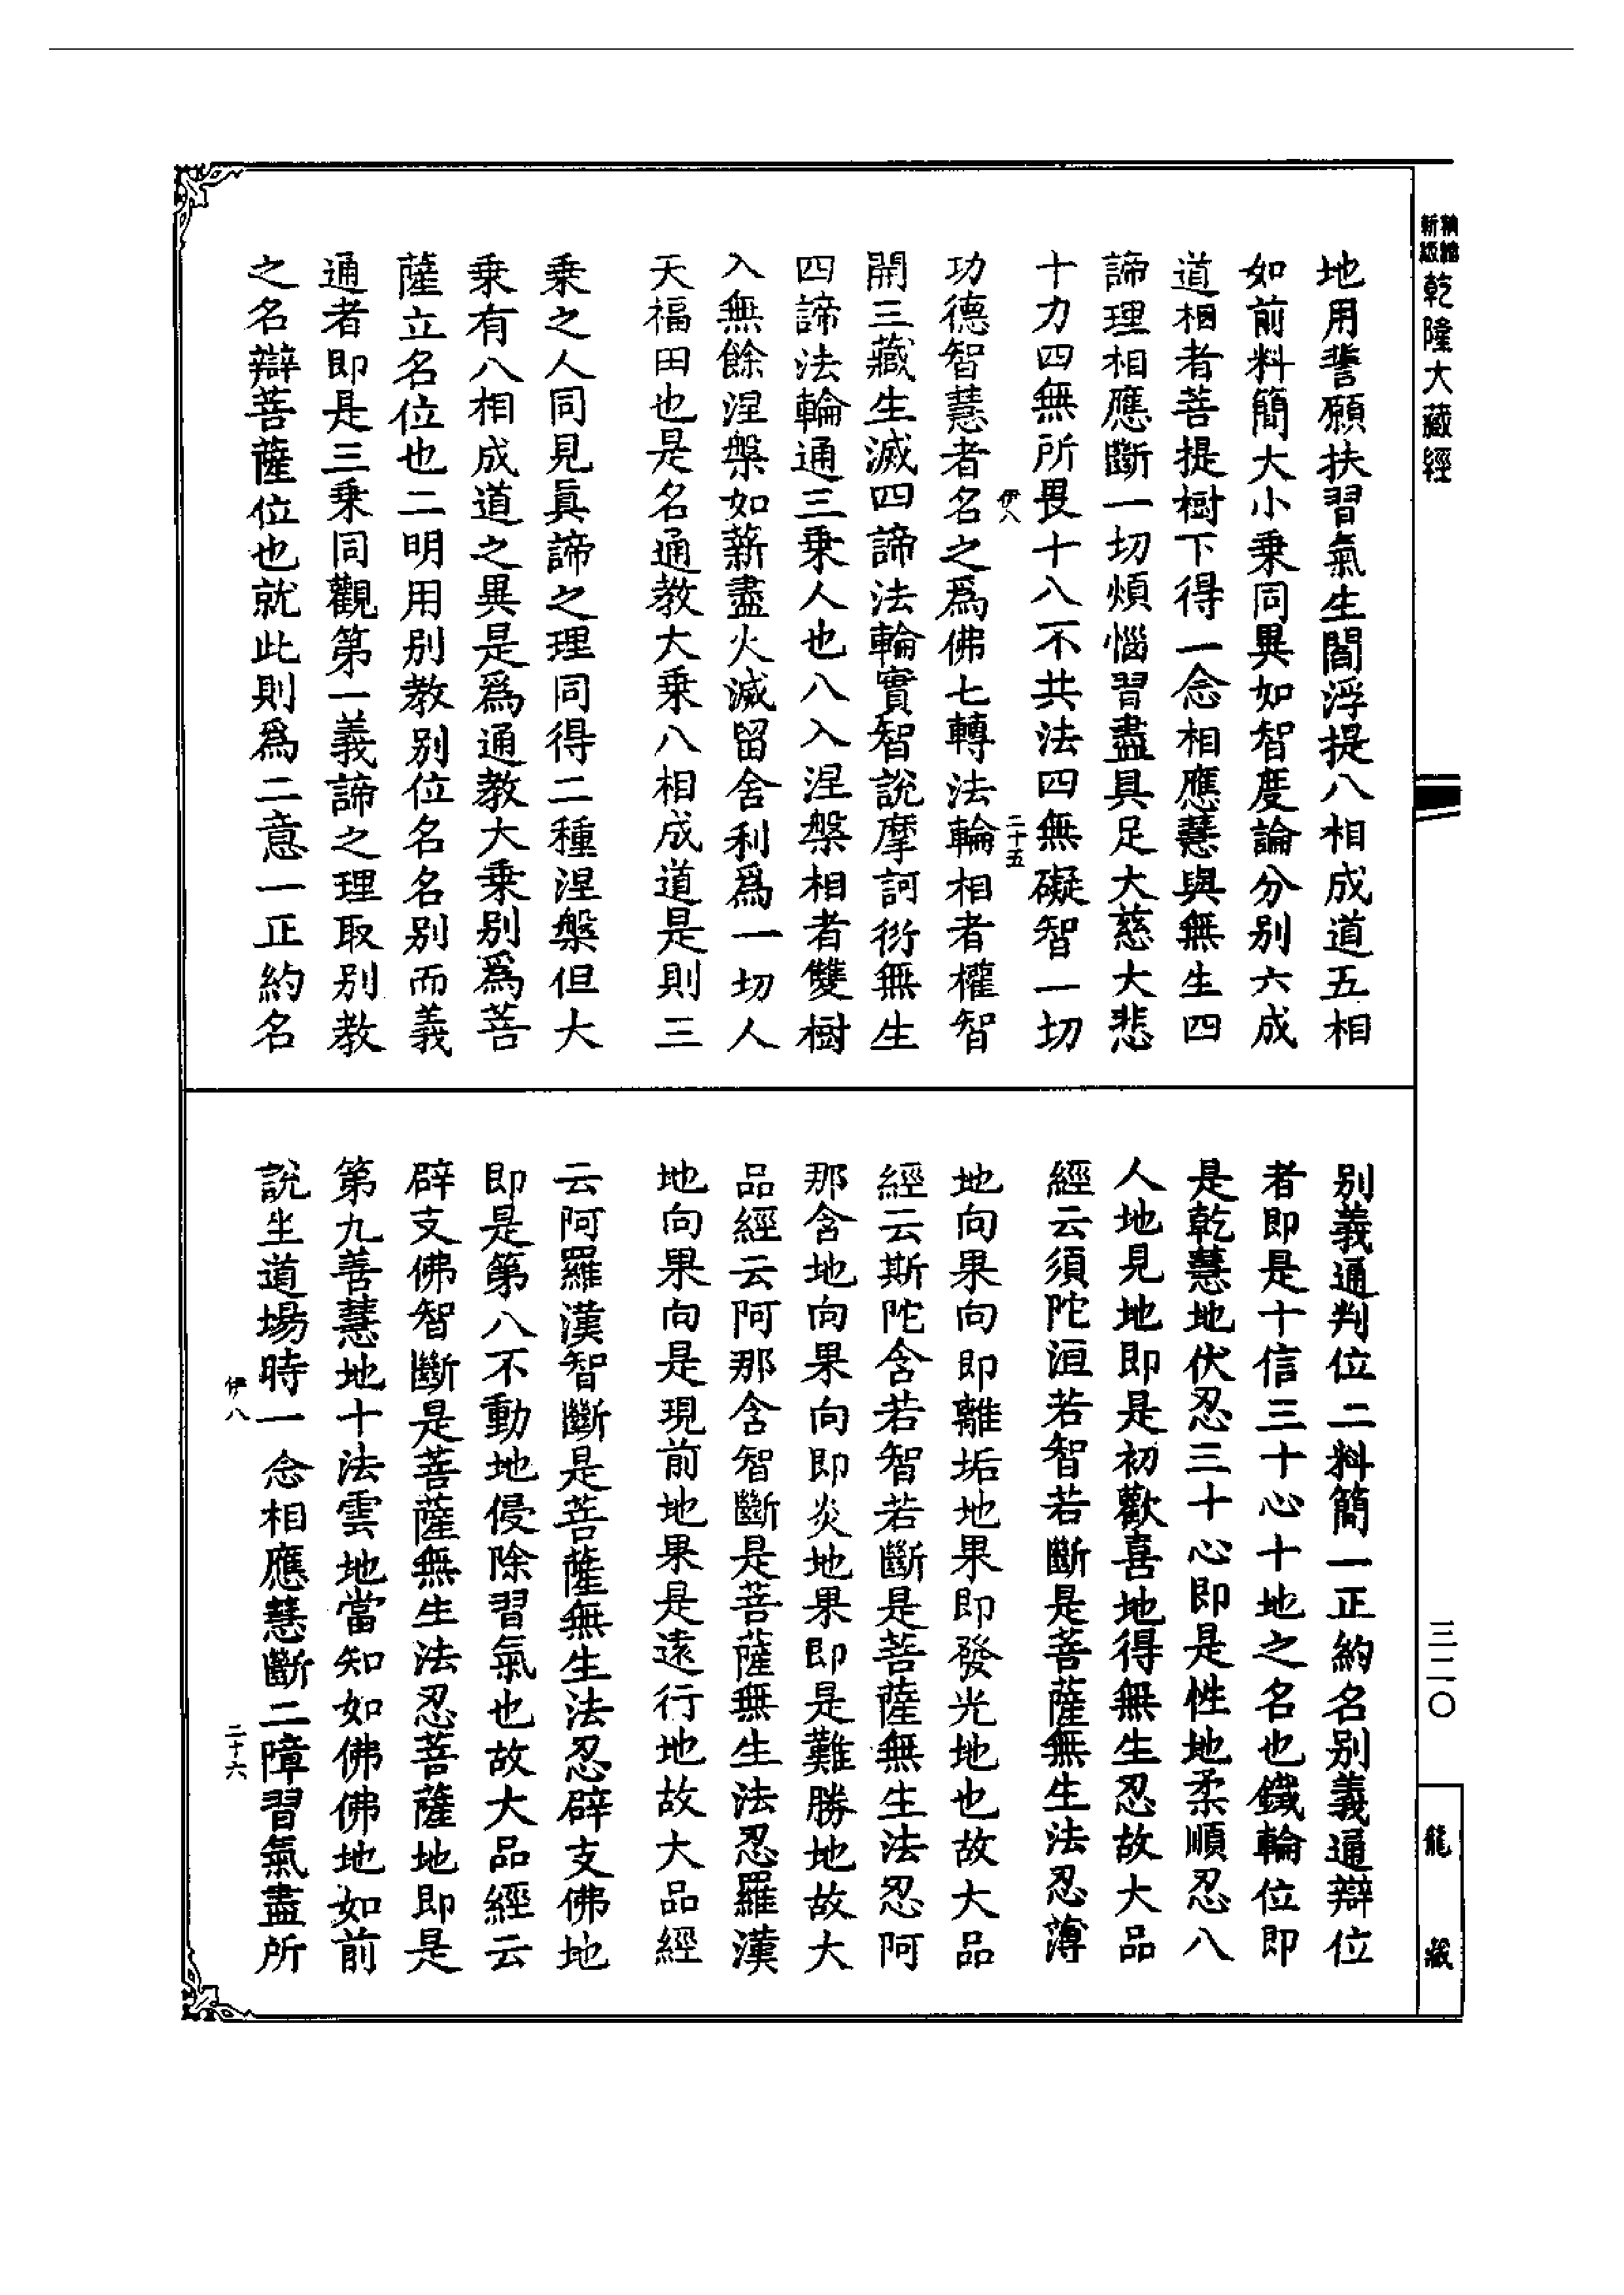 新編縮級
乾隆大藏經
地用誓願扶習氣生閻浮提八相成道五相
如前料簡大小乘同異如智度論分别六成
道相者菩提樹下得一念相應慧與無生四
諦理相應斷一切煩惱習盡具足大慈大悲
十力四無所畏十八不共法四無礙智一切
伊八
二十五
功德智慧者名之爲佛七轉法輪相者權智
開三藏生滅四諦法輪實智說摩訶衍無生
四諦法輪通三乘人也八入涅槃相者雙樹
入無餘涅槃如薪盡火滅留舍利爲一切人
天福田也是名通教大乘八相成道是則三
乘之人同見眞諦之理同得二種涅槃但大
乘有八相成道之異是爲通教大乘别爲菩
薩立名位也二明用别教别位名名别而義
通者即是三乘同觀第一義諦之理取别教
之名辯菩薩位也就此則爲二意一正約名
别義通判位二料簡一正約名别義通辯位
者即是十信三十心十地之名也鐵輪位即
是乾慧地伏忍三十心即是性地柔順忍八
人地見地即是初歡喜地得無生忍故大品
經云須陀洹若智若斷是菩薩無生法忍薄
地向果向即離垢地果即發光地也故大品
經云斯陀含若智若斷是菩薩無生法忍阿
那含地向果向即炎地果即是難勝地故大
品經云阿那含智斷是菩薩無生法忍羅漢
地向果向是現前地果是遠行地故大品經
云阿羅漢智斷是菩薩無生法忍辟支佛地
即是第八不動地侵除習氣也故大品經云
辟支佛智斷是菩薩無生法忍菩薩地即是
第九善慧地十法雲地當知如佛佛地如前
說生道場時一念相應慧斷二障習氣盡所
伊八
二十六
三二〇
龍藏